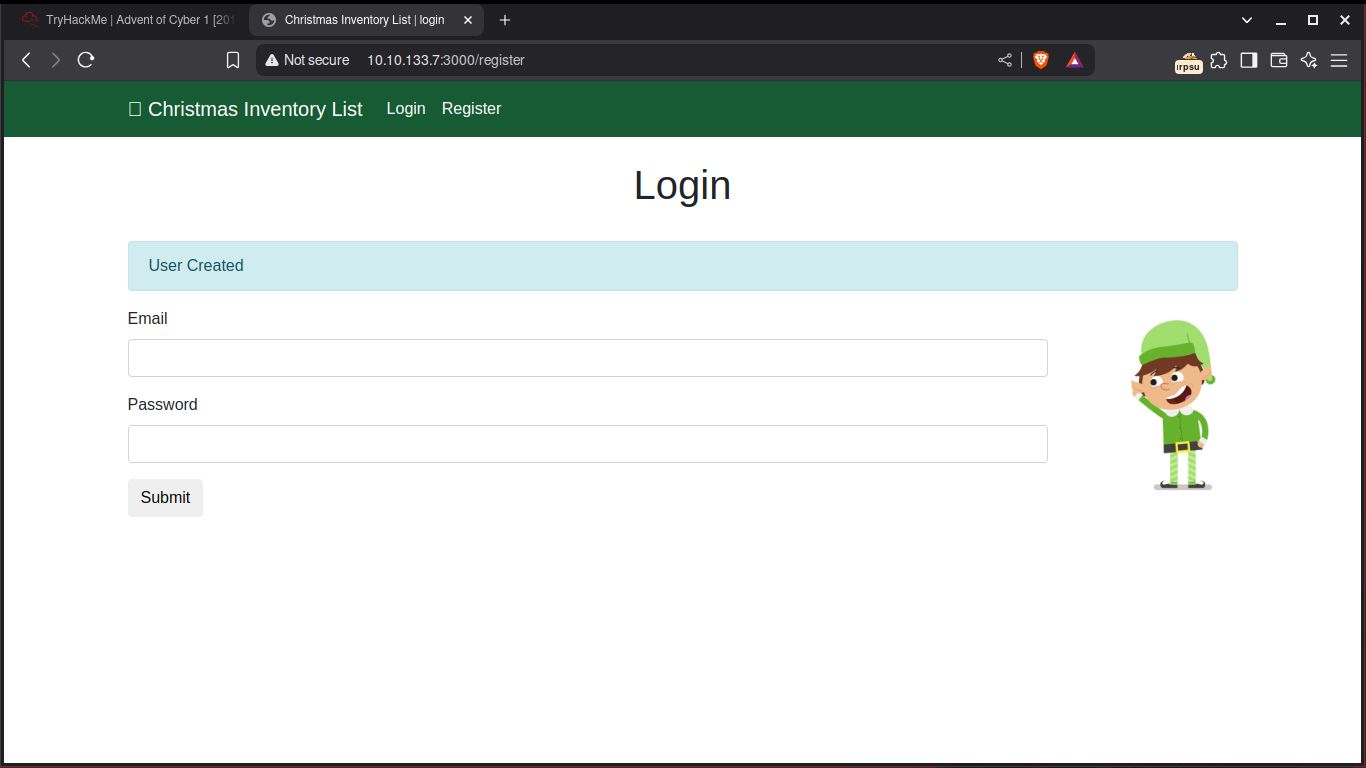 TryHackMe | Advent of Cyber 1 [201
Christmas Inventory List | login
Not secure 10.10.133.7:3000/register
irpsu
Christmas Inventory List Login Register
Login
User Created
Email
Password
Submit